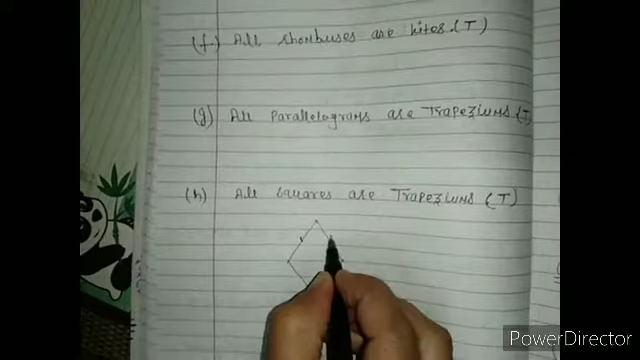 (f) All rhombuses are kites. (T)
(g) All Parallelograms are Trapeziums. (T)
(h) All squares are Trapeziums (T)
PowerDirector